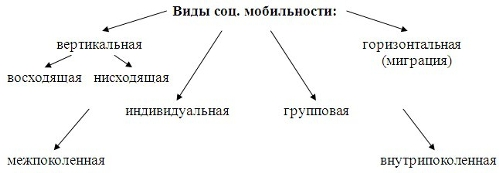 Виды соц. мобильности:
вертикальная
горизонтальная
(миграция)
восходящая нисходящая
индивидуальная групповая
межпоколенная внутрипоколенная